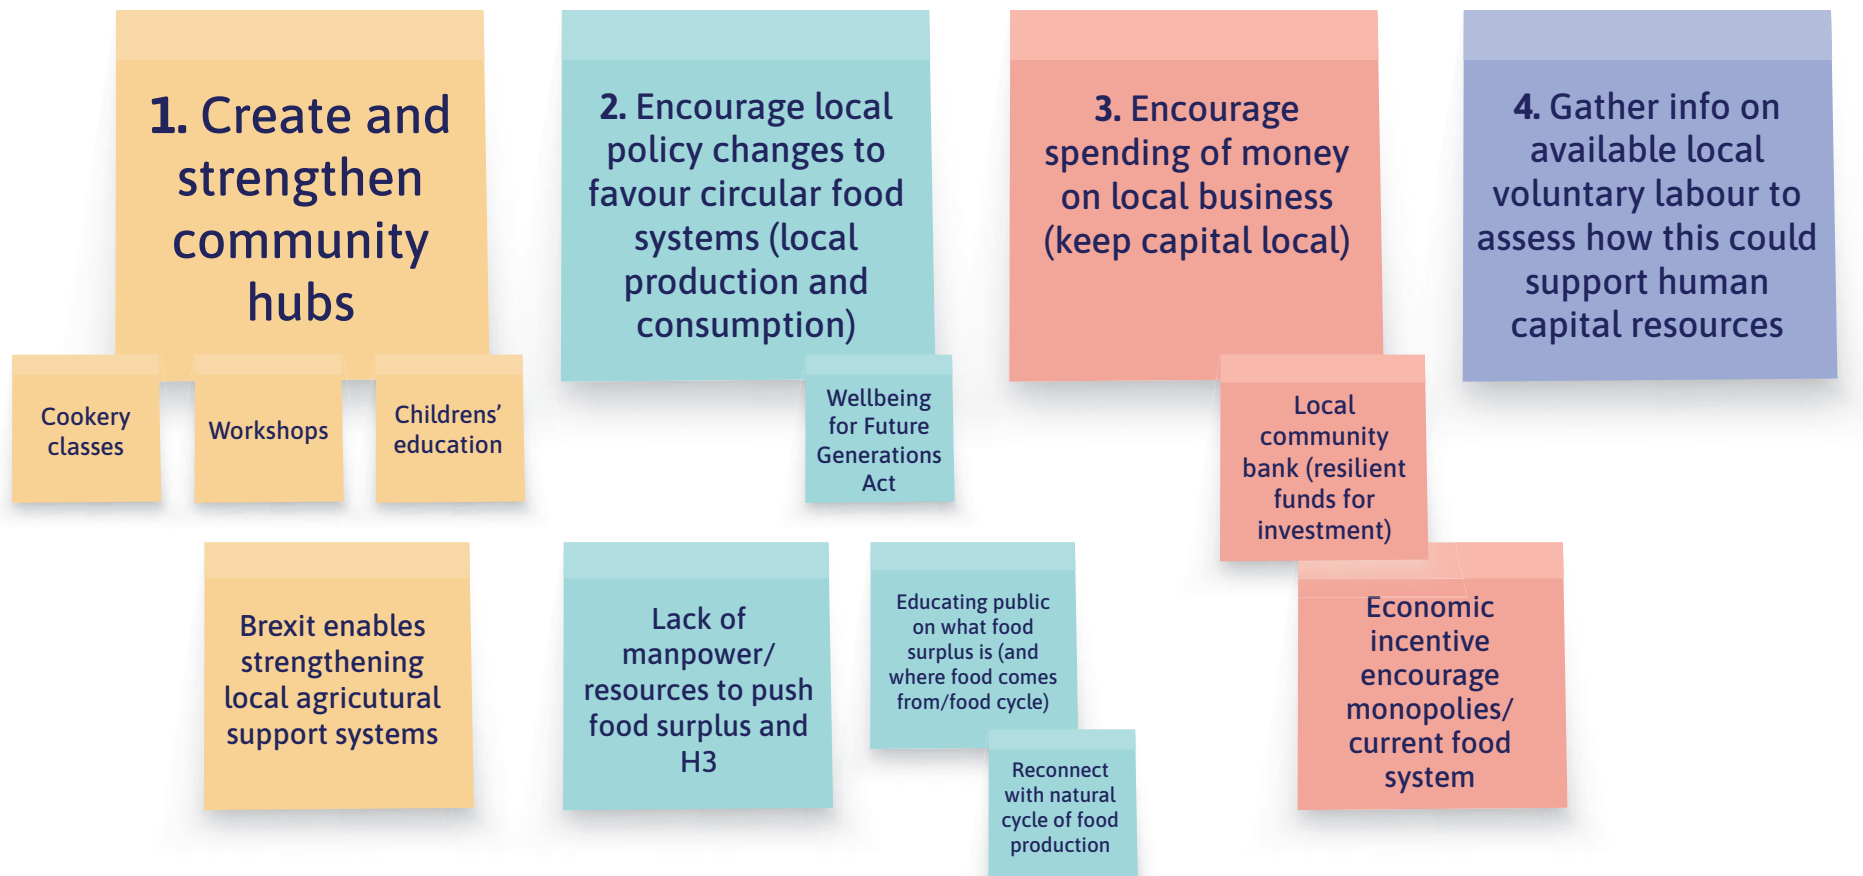 1. Create and
strengthen
community
hubs
Cookery
classes
Workshops
Childrens’
education
2. Encourage local
policy changes to
favour circular food
systems (local
production and
consumption)
Wellbeing
for Future
Generations
Act
3. Encourage
spending of money
on local business
(keep capital local)
Local
community
bank (resilient
funds for
investment)
4. Gather info on
available local
voluntary labour to
assess how this could
support human
capital resources
Brexit enables
strengthening
local agricutural
support systems
Lack of
manpower/
resources to push
food surplus and
H3
Educating public
on what food
surplus is (and
where food comes
from/food cycle)
Reconnect
with natural
cycle of food
production
Economic
incentive
encourage
monopolies/
current food
system